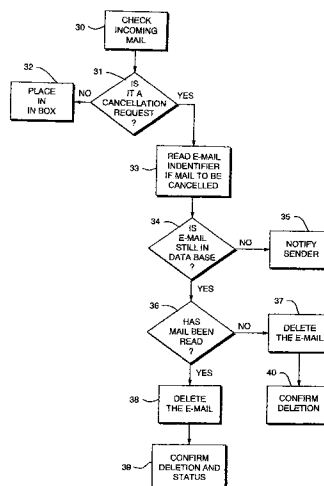 30
CHECK
INCOMING
MAIL
31
IS
IT A
CANCELLATION
REQUEST
?
NO
32
PLACE
IN
IN BOX
YES
33
READ E-MAIL
INDENTIFIER
IF MAIL TO BE
CANCELLED
34
IS
E-MAIL
STILL IN
DATA BASE
?
NO
35
NOTIFY
SENDER
YES
36
HAS
MAIL BEEN
READ
?
NO
37
DELETE
THE E-MAIL
40
CONFIRM
DELETION
YES
38
DELETE
THE E-MAIL
39
CONFIRM
DELETION AND
STATUS